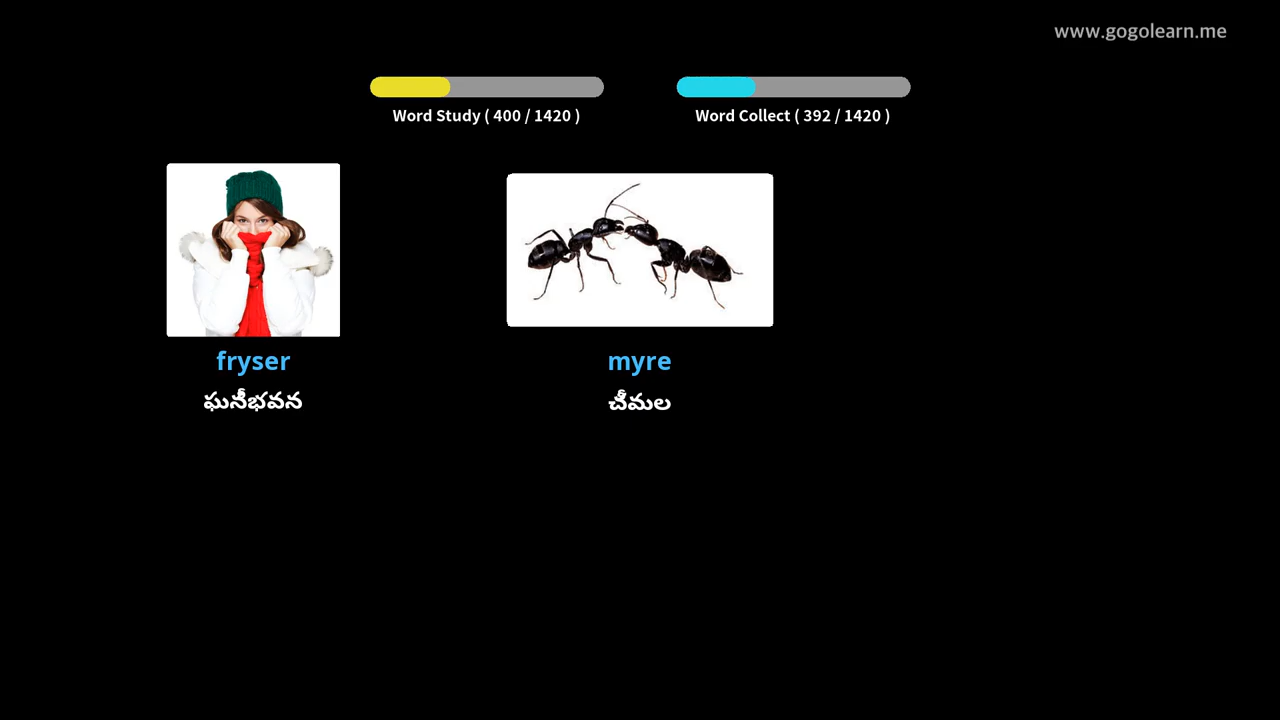 www.gogolearn.me
Word Study ( 400 / 1420 )
Word Collect ( 392 / 1420 )
fryser
myre
ఘనీభవన
చీమల